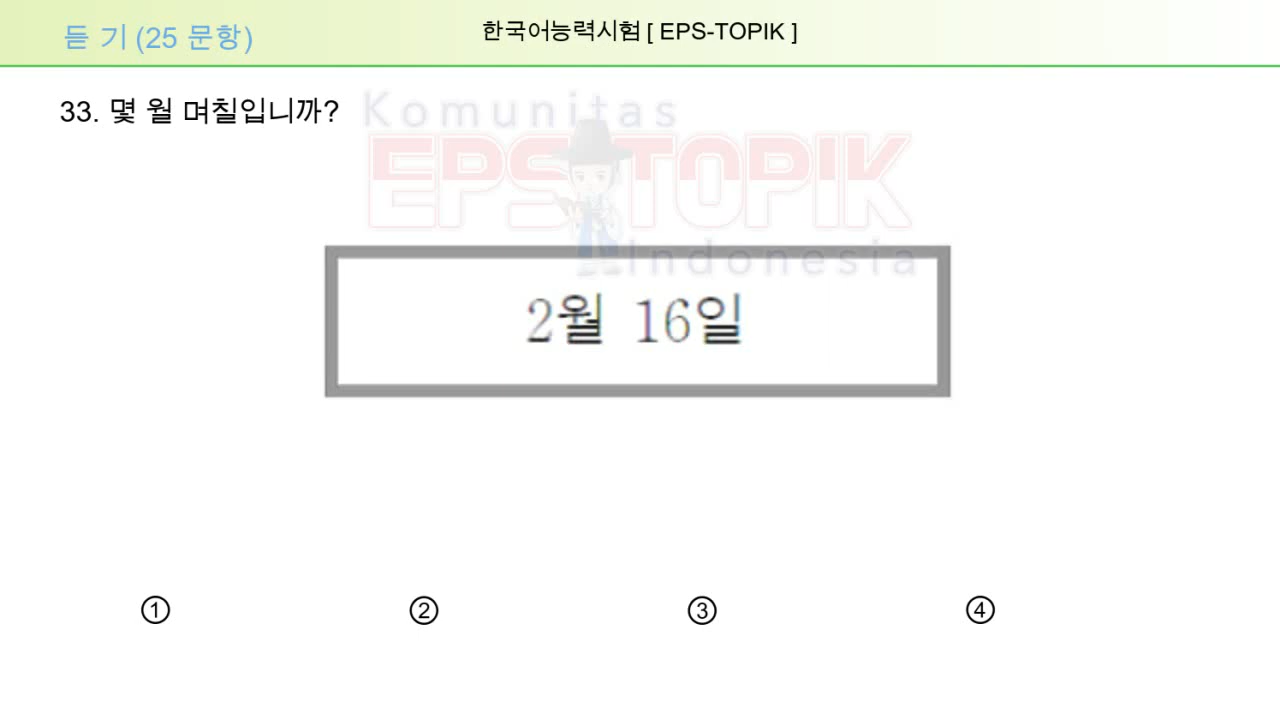 듣 기 (25 문항)
한국어능력시험 [ EPS-TOPIK ]
33. 몇 월 며칠입니까?
Komunitas
EPS TOPIK
Indonesia
2월 16일
① ② ③ ④